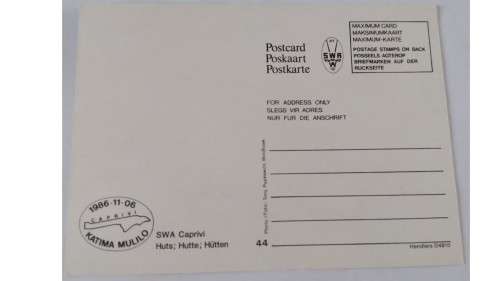 Postcard
Poskaart
Postkarte
SWA
MAXIMUM CARD
MAKSIMUMKAART
MAXIMUM-KARTE
POSTAGE STAMPS ON BACK
POSSEËLS AGTEROP
BRIEFMARKEN AUF DER
RÜCKSEITE
FOR ADDRESS ONLY
SLEGS VIR ADRES
NUR FÜR DIE ANSCHRIFT
1986-11-06
CAPRIVI
KATIMA MULILO
SWA Caprivi
Huts; Hutte; Hütten
44
Windhoek